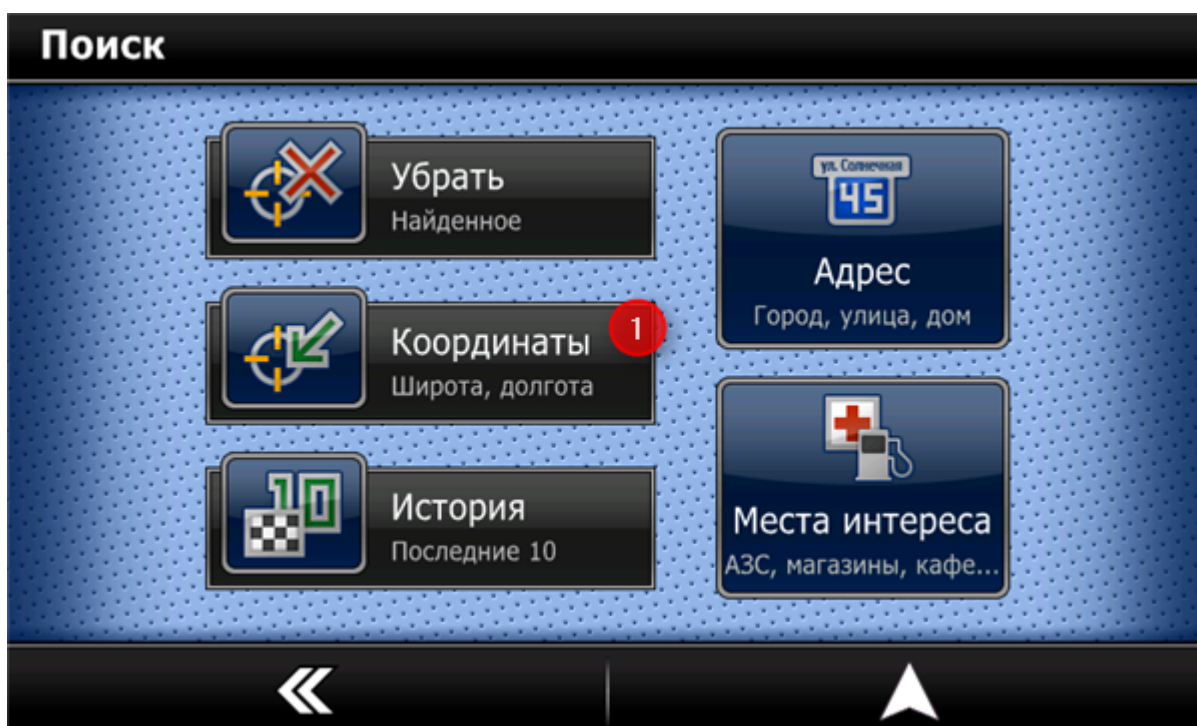 Поиск
Убрать
Найденное
Координаты
1
Широта, долгота
10
История
Последние 10
ул. Солнечная
45
Адрес
Город, улица, дом
Места интереса
АЗС, магазины, кафе...